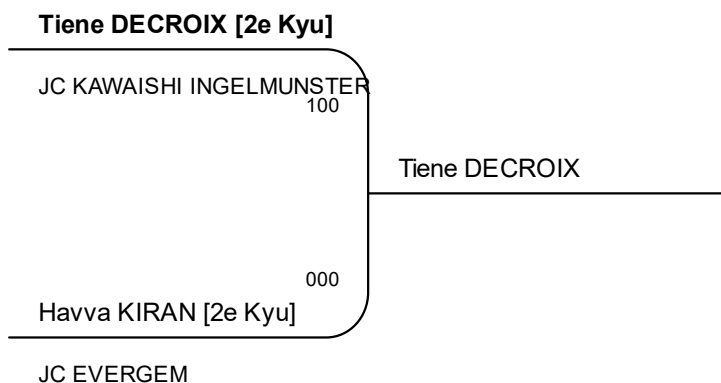 Tiene DECROIX [2e Kyu]
JC KAWAISHI INGELMUNSTER
100
Tiene DECROIX
000
Havva KIRAN [2e Kyu]
JC EVERGEM